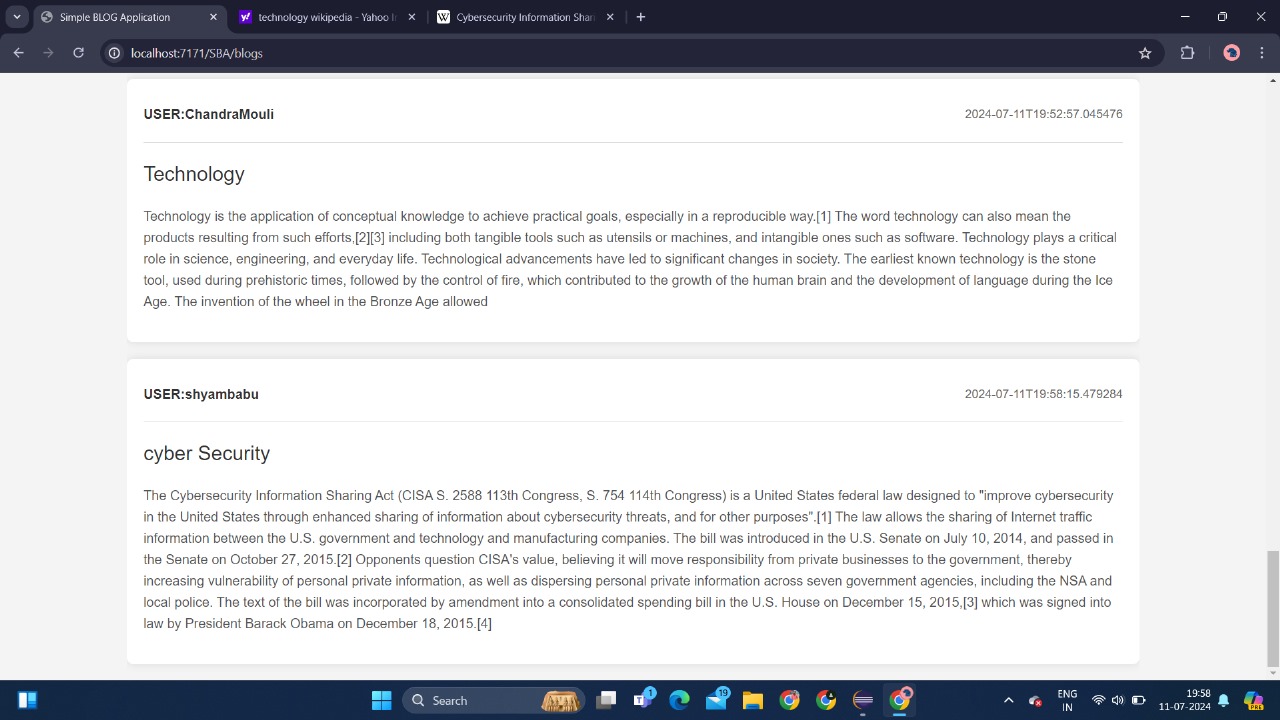 Simple BLOG Application
technology wikipedia - Yahoo I
Cybersecurity Information Shar
localhost:7171/SBA/blogs
USER:ChandraMouli
2024-07-11T19:52:57.045476
Technology
Technology is the application of conceptual knowledge to achieve practical goals, especially in a reproducible way.[1] The word technology can also mean the
products resulting from such efforts,[2][3] including both tangible tools such as utensils or machines, and intangible ones such as software. Technology plays a critical
role in science, engineering, and everyday life. Technological advancements have led to significant changes in society. The earliest known technology is the stone
tool, used during prehistoric times, followed by the control of fire, which contributed to the growth of the human brain and the development of language during the Ice
Age. The invention of the wheel in the Bronze Age allowed
USER:shyambabu
2024-07-11T19:58:15.479284
cyber Security
The Cybersecurity Information Sharing Act (CISA S. 2588 113th Congress, S. 754 114th Congress) is a United States federal law designed to "improve cybersecurity
in the United States through enhanced sharing of information about cybersecurity threats, and for other purposes".[1] The law allows the sharing of Internet traffic
information between the U.S. government and technology and manufacturing companies. The bill was introduced in the U.S. Senate on July 10, 2014, and passed in
the Senate on October 27, 2015.[2] Opponents question CISA's value, believing it will move responsibility from private businesses to the government, thereby
increasing vulnerability of personal private information, as well as dispersing personal private information across seven government agencies, including the NSA and
local police. The text of the bill was incorporated by amendment into a consolidated spending bill in the U.S. House on December 15, 2015,[3] which was signed into
law by President Barack Obama on December 18, 2015.[4]
Search
1
19
ENG
IN
19:58
11-07-2024
PRE